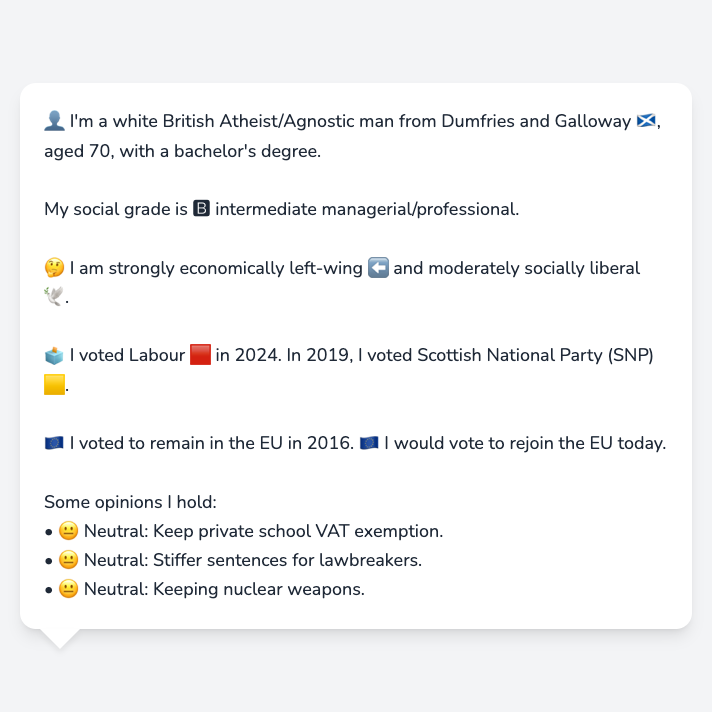 👤 I'm a white British Atheist/Agnostic man from Dumfries and Galloway 🏴󠁧󠁢󠁳󠁣󠁴󠁿,
aged 70, with a bachelor's degree.
My social grade is 🅱 intermediate managerial/professional.
🤔 I am strongly economically left-wing ⬅️ and moderately socially liberal
🕊️.
🗳️ I voted Labour 🟥 in 2024. In 2019, I voted Scottish National Party (SNP)
🟨.
🇪🇺 I voted to remain in the EU in 2016. 🇪🇺 I would vote to rejoin the EU today.
Some opinions I hold:
• 😐 Neutral: Keep private school VAT exemption.
• 😐 Neutral: Stiffer sentences for lawbreakers.
• 😐 Neutral: Keeping nuclear weapons.